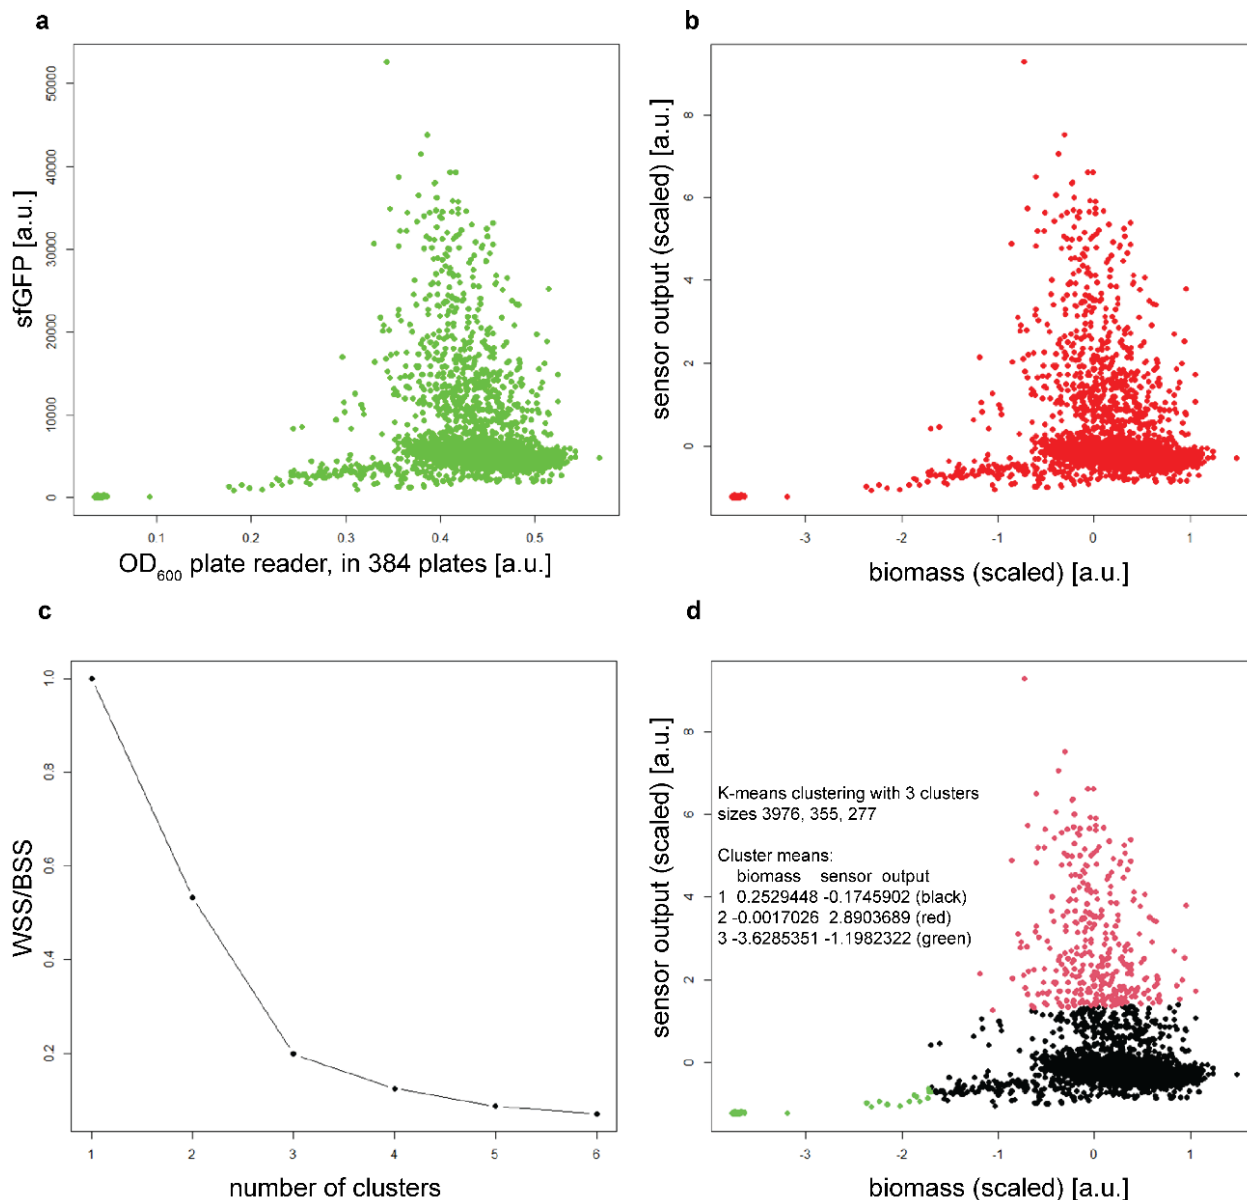 a
50000
40000
30000
20000
10000
0
sfGFP [a.u.]
0.1 0.2 0.3 0.4 0.5
OD600 plate reader, in 384 plates [a.u.]
b
8
6
4
2
0
sensor output (scaled) [a.u.]
-3 -2 -1 0 1
biomass (scaled) [a.u.]
c
1.0
0.8
0.6
0.4
0.2
WSS/BSS
1 2 3 4 5 6
number of clusters
d
8
6
4
2
0
sensor output (scaled) [a.u.]
K-means clustering with 3 clusters
sizes 3976, 355, 277
Cluster means:
biomass sensor output
1 0.2529448 -0.1745902 (black)
2 -0.0017026 2.8903689 (red)
3 -3.6285351 -1.1982322 (green)
-3 -2 -1 0 1
biomass (scaled) [a.u.]